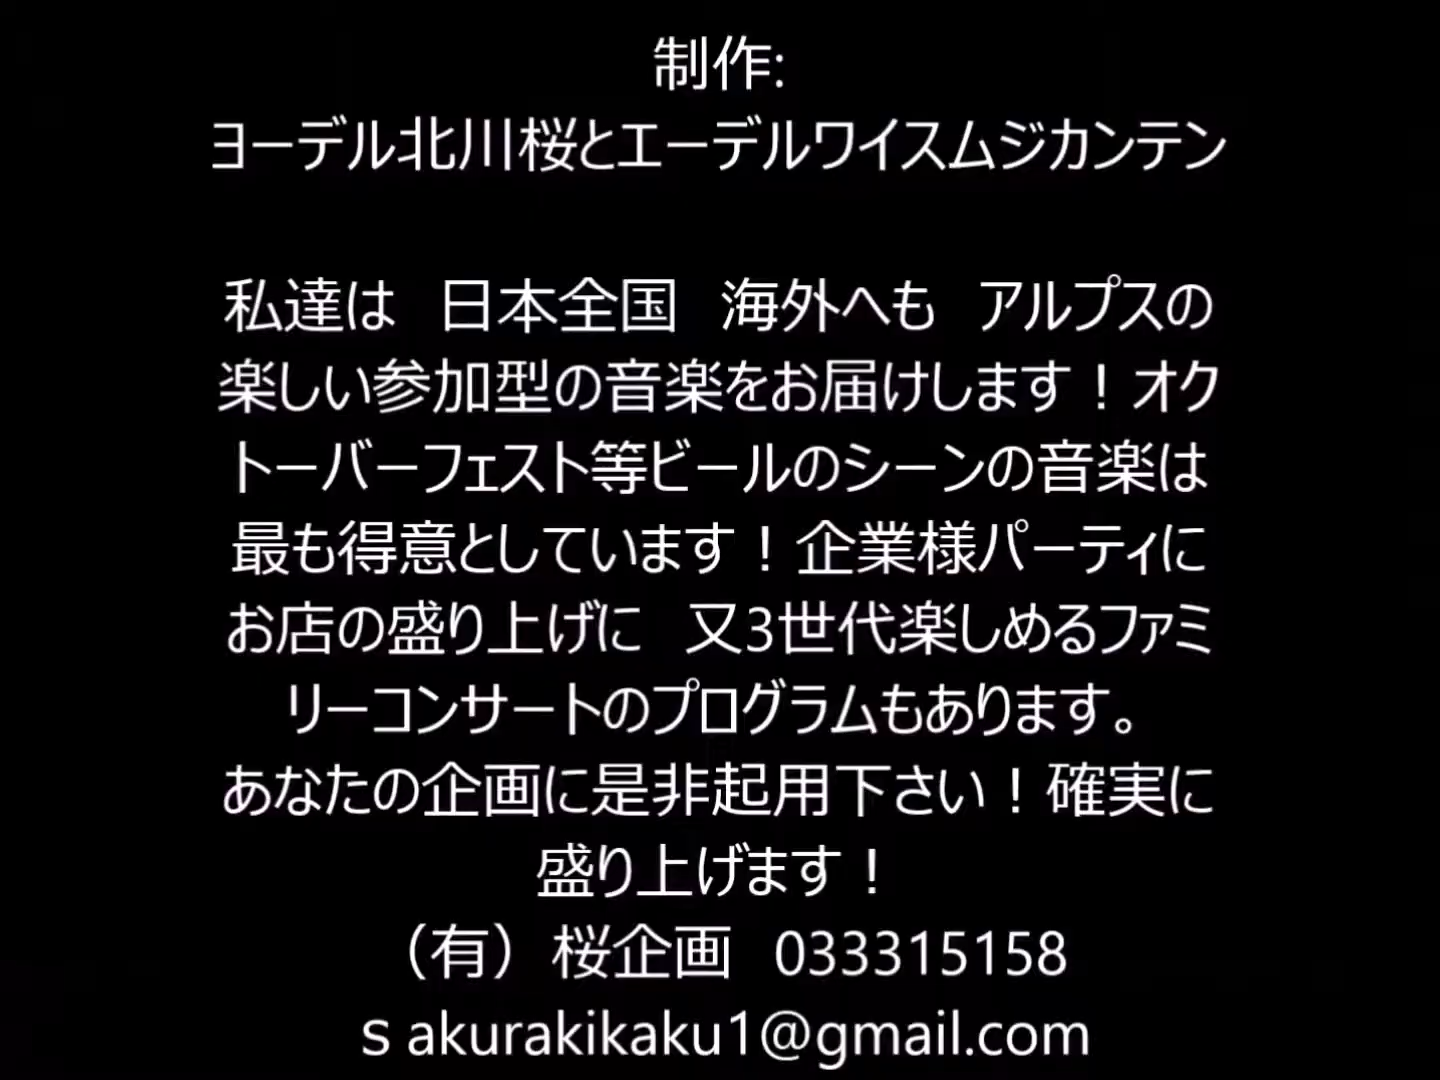 制作:
ヨーデル北川桜とエーデルワイスムジカンテン
私達は　日本全国　海外へも　アルプスの
楽しい参加型の音楽をお届けします！オク
トーバーフェスト等ビールのシーンの音楽は
最も得意としています！企業様パーティに
お店の盛り上げに　又3世代楽しめるファミ
リーコンサートのプログラムもあります。
あなたの企画に是非起用下さい！確実に
盛り上げます！
（有）桜企画　033315158
ｓakurakikaku1@gmail.com